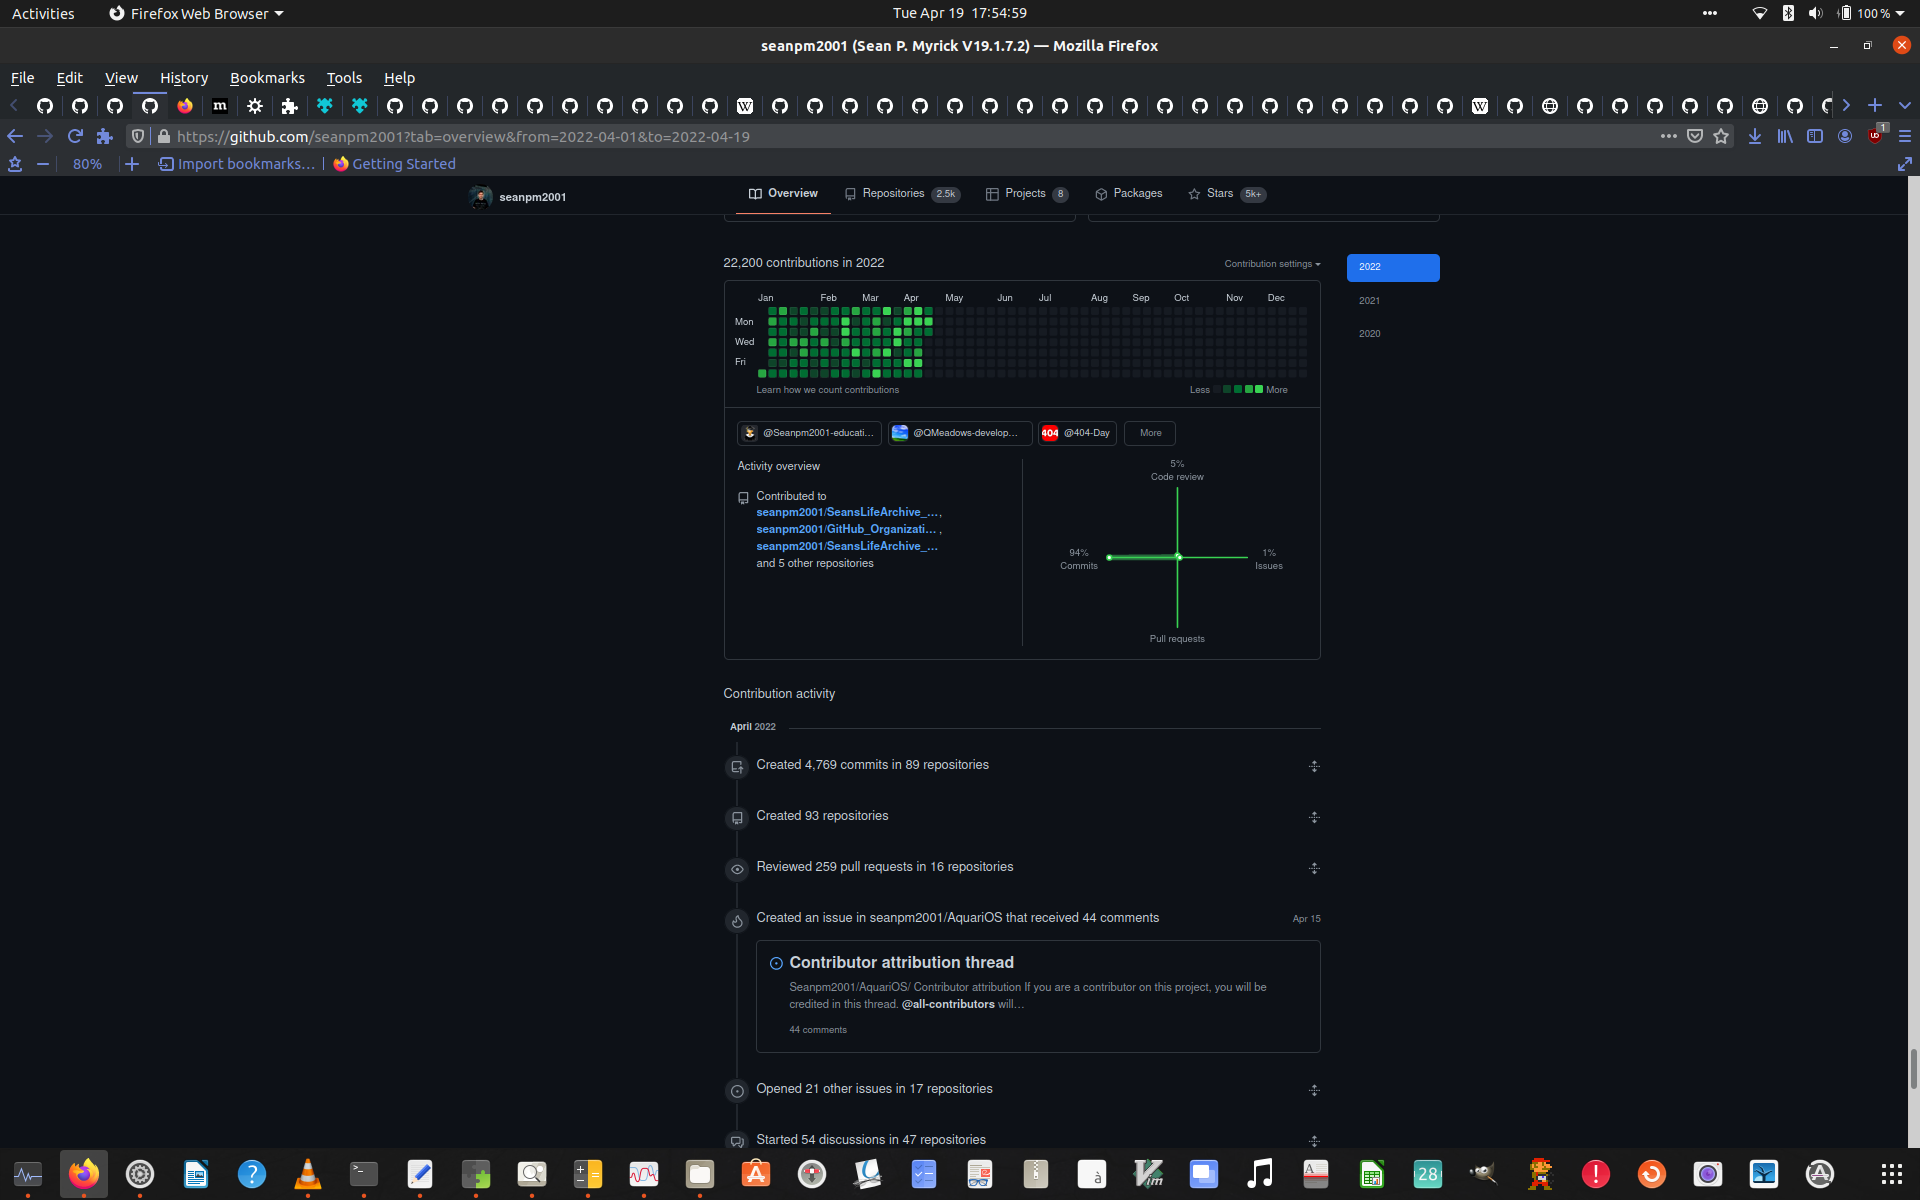 Activities
Firefox Web Browser
Tue Apr 19 17:54:59
100 %
seanpm2001 (Sean P. Myrick V19.1.7.2) — Mozilla Firefox
File Edit View History Bookmarks Tools Help
https://github.com/seanpm2001?tab=overview&from=2022-04-01&to=2022-04-19
1
80%
Import bookmarks...
Getting Started
seanpm2001
Overview
Repositories 2.5k
Projects 8
Packages
Stars 5k+
22,200 contributions in 2022
Contribution settings
2022
2021
2020
Jan Feb Mar Apr May Jun Jul Aug Sep Oct Nov Dec
Mon
Wed
Fri
Learn how we count contributions
Less More
@Seanpm2001-educati...
@QMeadows-develop...
404 @404-Day
More
Activity overview
Contributed to
seanpm2001/SeansLifeArchive_...,
seanpm2001/GitHub_Organizati... ,
seanpm2001/SeansLifeArchive_...
and 5 other repositories
5%
Code review
94%
Commits
1%
Issues
Pull requests
Contribution activity
April 2022
Created 4,769 commits in 89 repositories
Created 93 repositories
Reviewed 259 pull requests in 16 repositories
Created an issue in seanpm2001/AquariOS that received 44 comments
Apr 15
Contributor attribution thread
Seanpm2001/AquariOS/ Contributor attribution If you are a contributor on this project, you will be
credited in this thread. @all-contributors will...
44 comments
Opened 21 other issues in 17 repositories
Started 54 discussions in 47 repositories
28